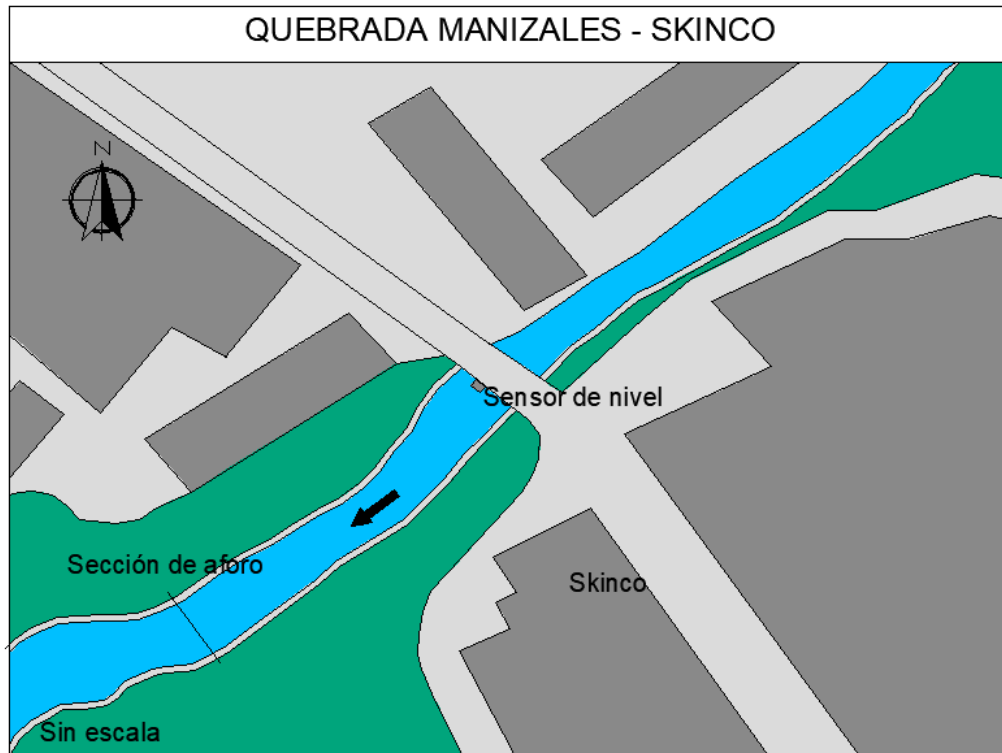 QUEBRADA MANIZALES - SKINCO
N
Sensor de nivel
Sección de aforo
Skinco
Sin escala